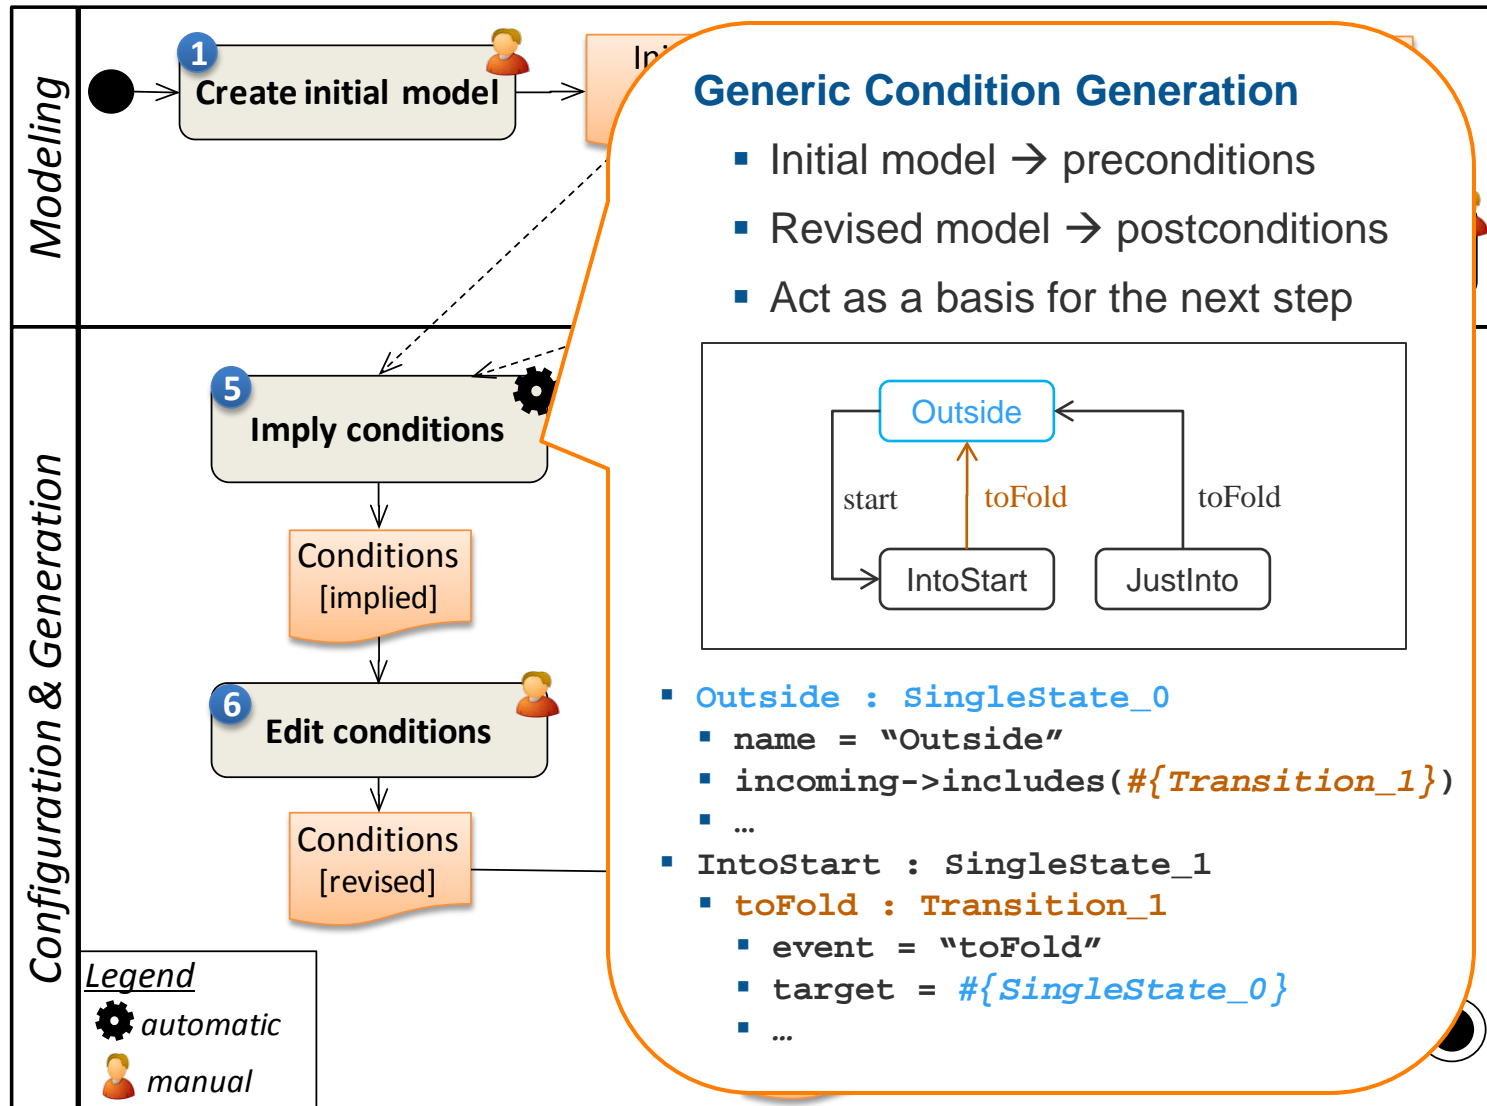 Modeling
1
Create initial model
Generic Condition Generation
▪ Initial model → preconditions
▪ Revised model → postconditions
▪ Act as a basis for the next step
Outside
start
toFold
toFold
IntoStart
JustInto
▪ Outside : SingleState_0
▪ name = “Outside”
▪ incoming->includes(#{Transition_1})
▪ …
▪ IntoStart : SingleState_1
▪ toFold : Transition_1
▪ event = “toFold”
▪ target = #{SingleState_0}
▪ …
Configuration & Generation
5
Imply conditions
Conditions
[implied]
6
Edit conditions
Conditions
[revised]
Legend
automatic
manual